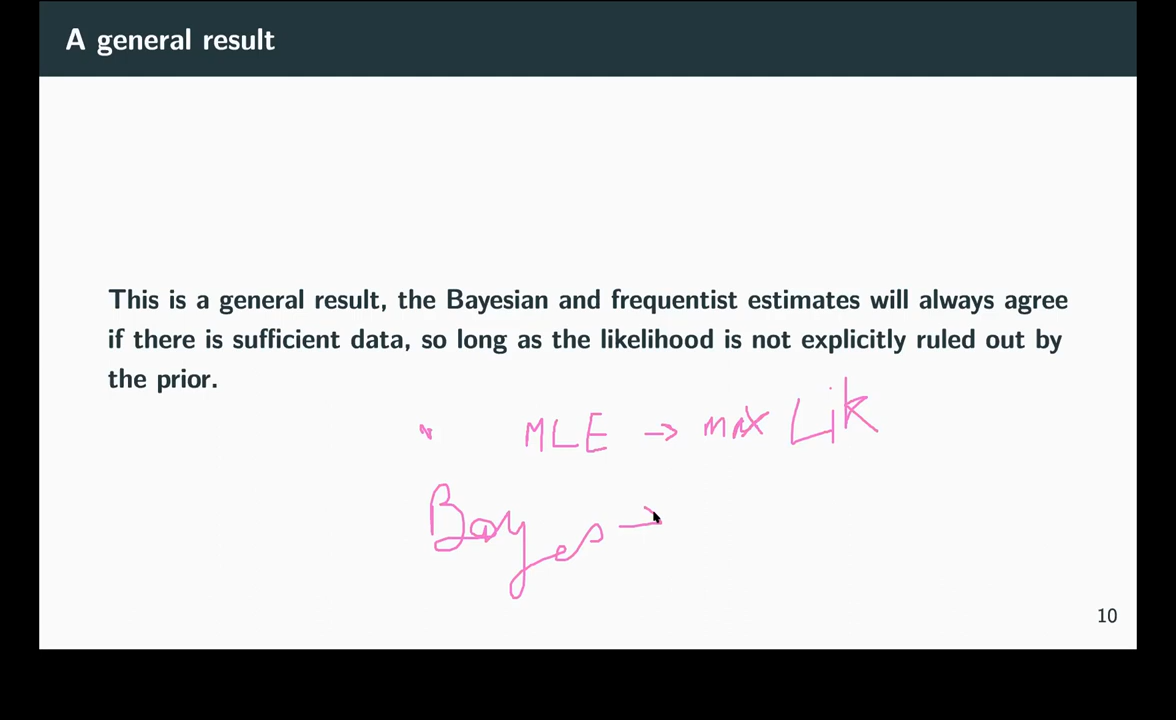 A general result
This is a general result, the Bayesian and frequentist estimates will always agree
if there is sufficient data, so long as the likelihood is not explicitly ruled out by
the prior.
MLE → max Lik
Bayes →
10